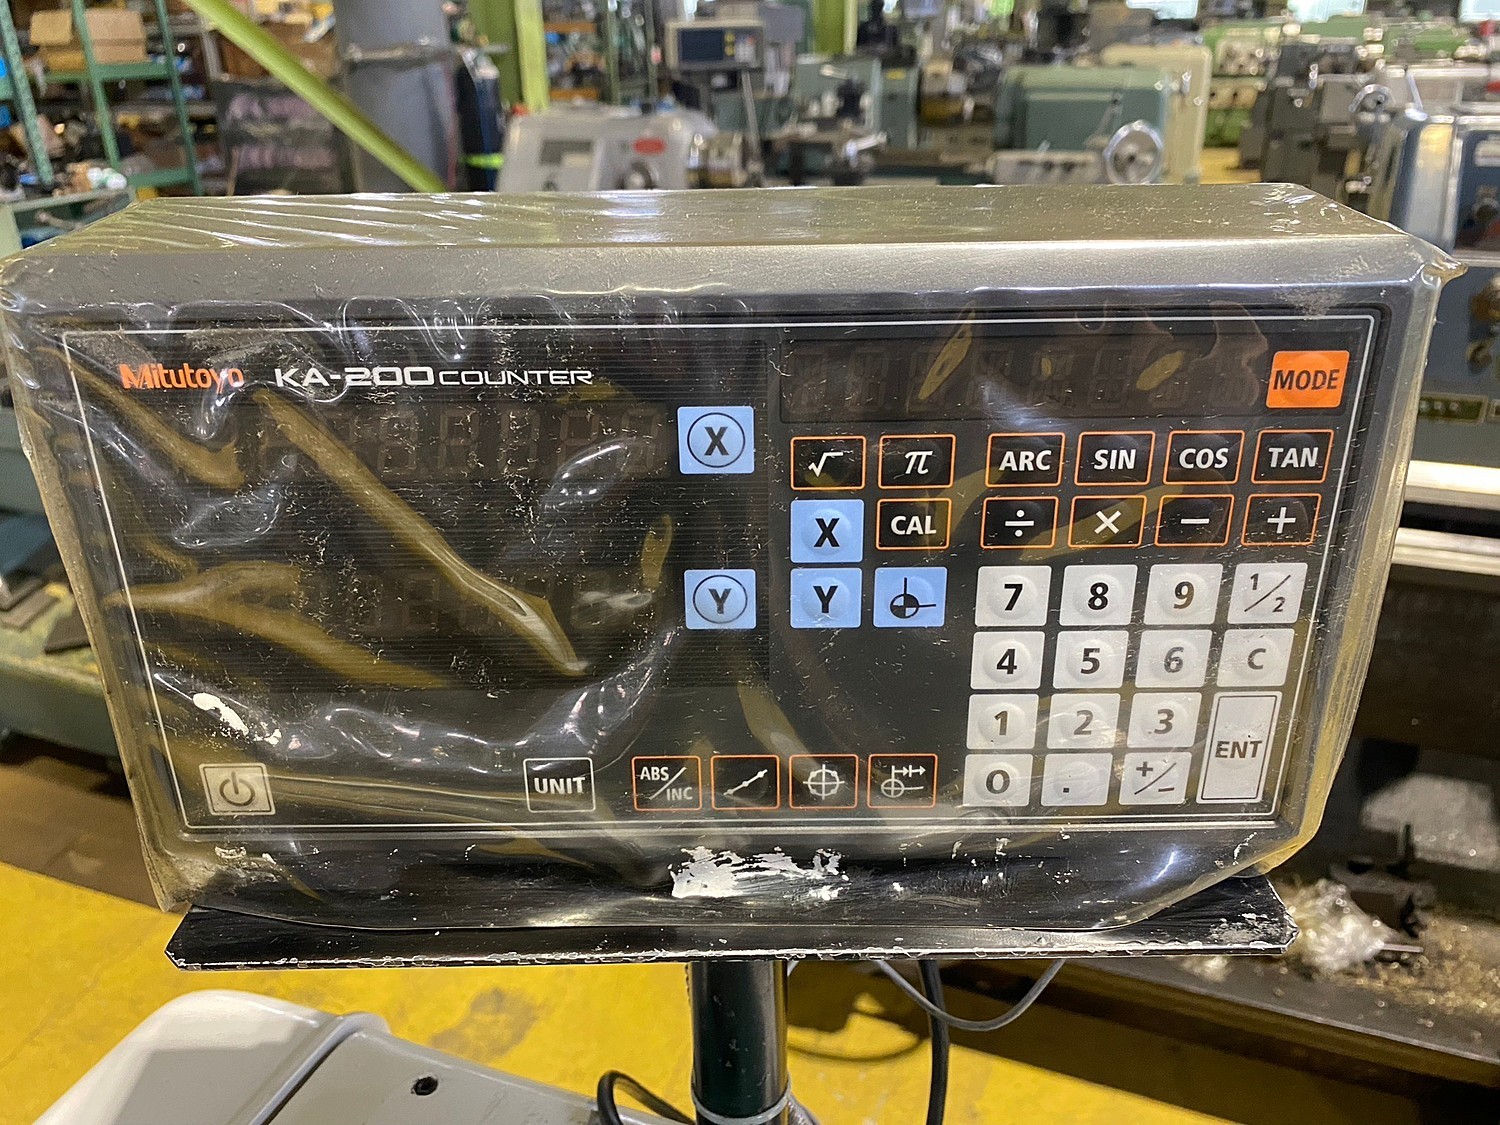 Mitutoyo KA-200 COUNTER
MODE
X
√ π ARC SIN COS TAN
X CAL ÷ × − +
Y Y 7 8 9 1/2
4 5 6 C
1 2 3 ENT
UNIT ABS/INC 0 . +/−